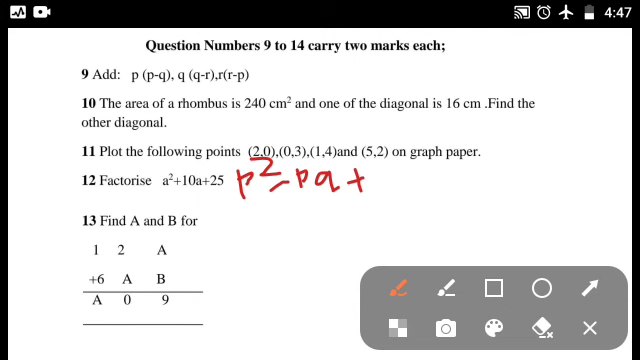 4:47
Question Numbers 9 to 14 carry two marks each;
9 Add: p (p-q), q (q-r),r(r-p)
10 The area of a rhombus is 240 cm² and one of the diagonal is 16 cm .Find the
other diagonal.
11 Plot the following points (2,0),(0,3),(1,4)and (5,2) on graph paper.
12 Factorise a²+10a+25 p²-pq+
13 Find A and B for
1 2 A
+6 A B
A 0 9